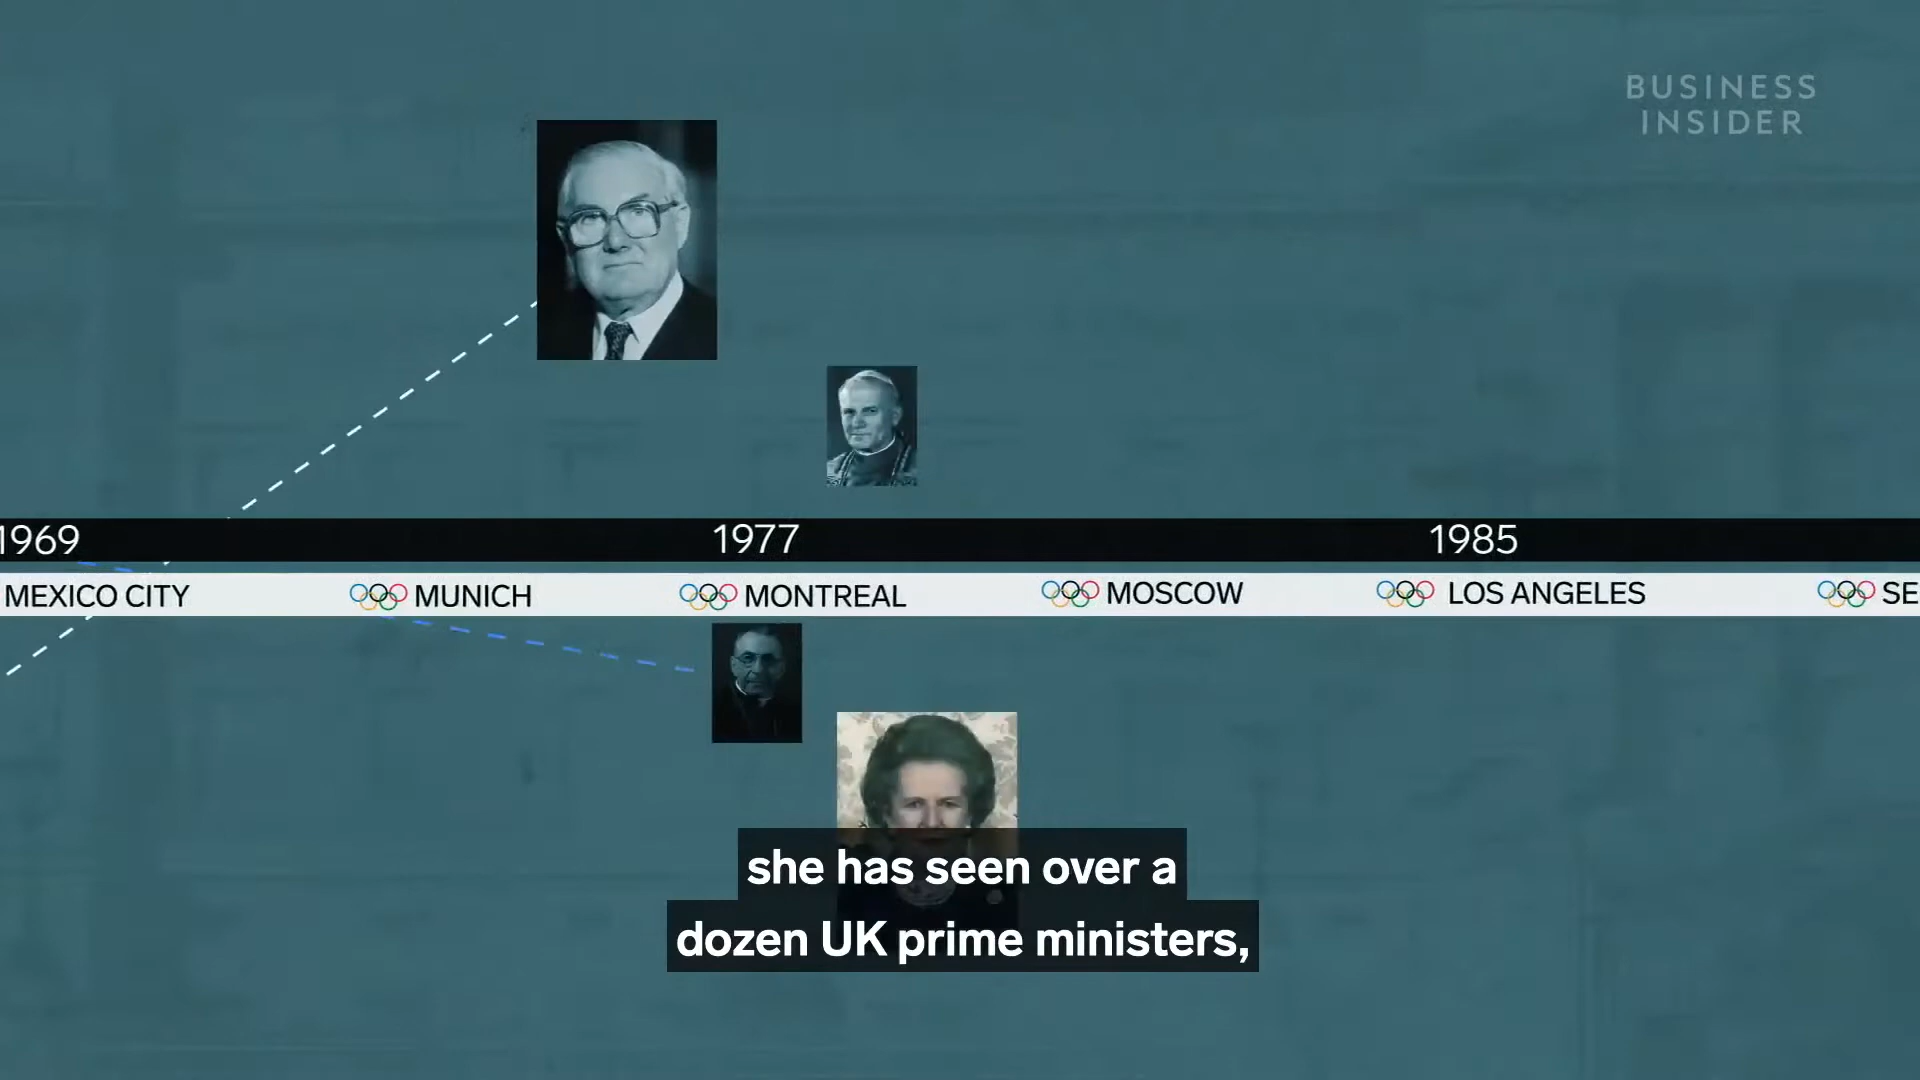 BUSINESS
INSIDER
1969
1977
1985
MEXICO CITY
MUNICH
MONTREAL
MOSCOW
LOS ANGELES
SE
she has seen over a
dozen UK prime ministers,